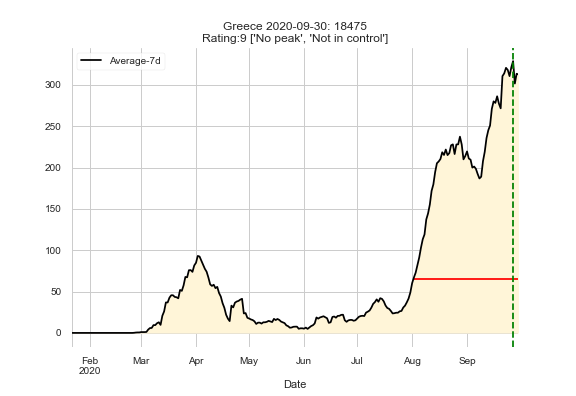 Greece 2020-09-30: 18475
Rating:9 ['No peak', 'Not in control']
Average-7d
300
250
200
150
100
50
0
Feb Mar Apr May Jun Jul Aug Sep
2020
Date